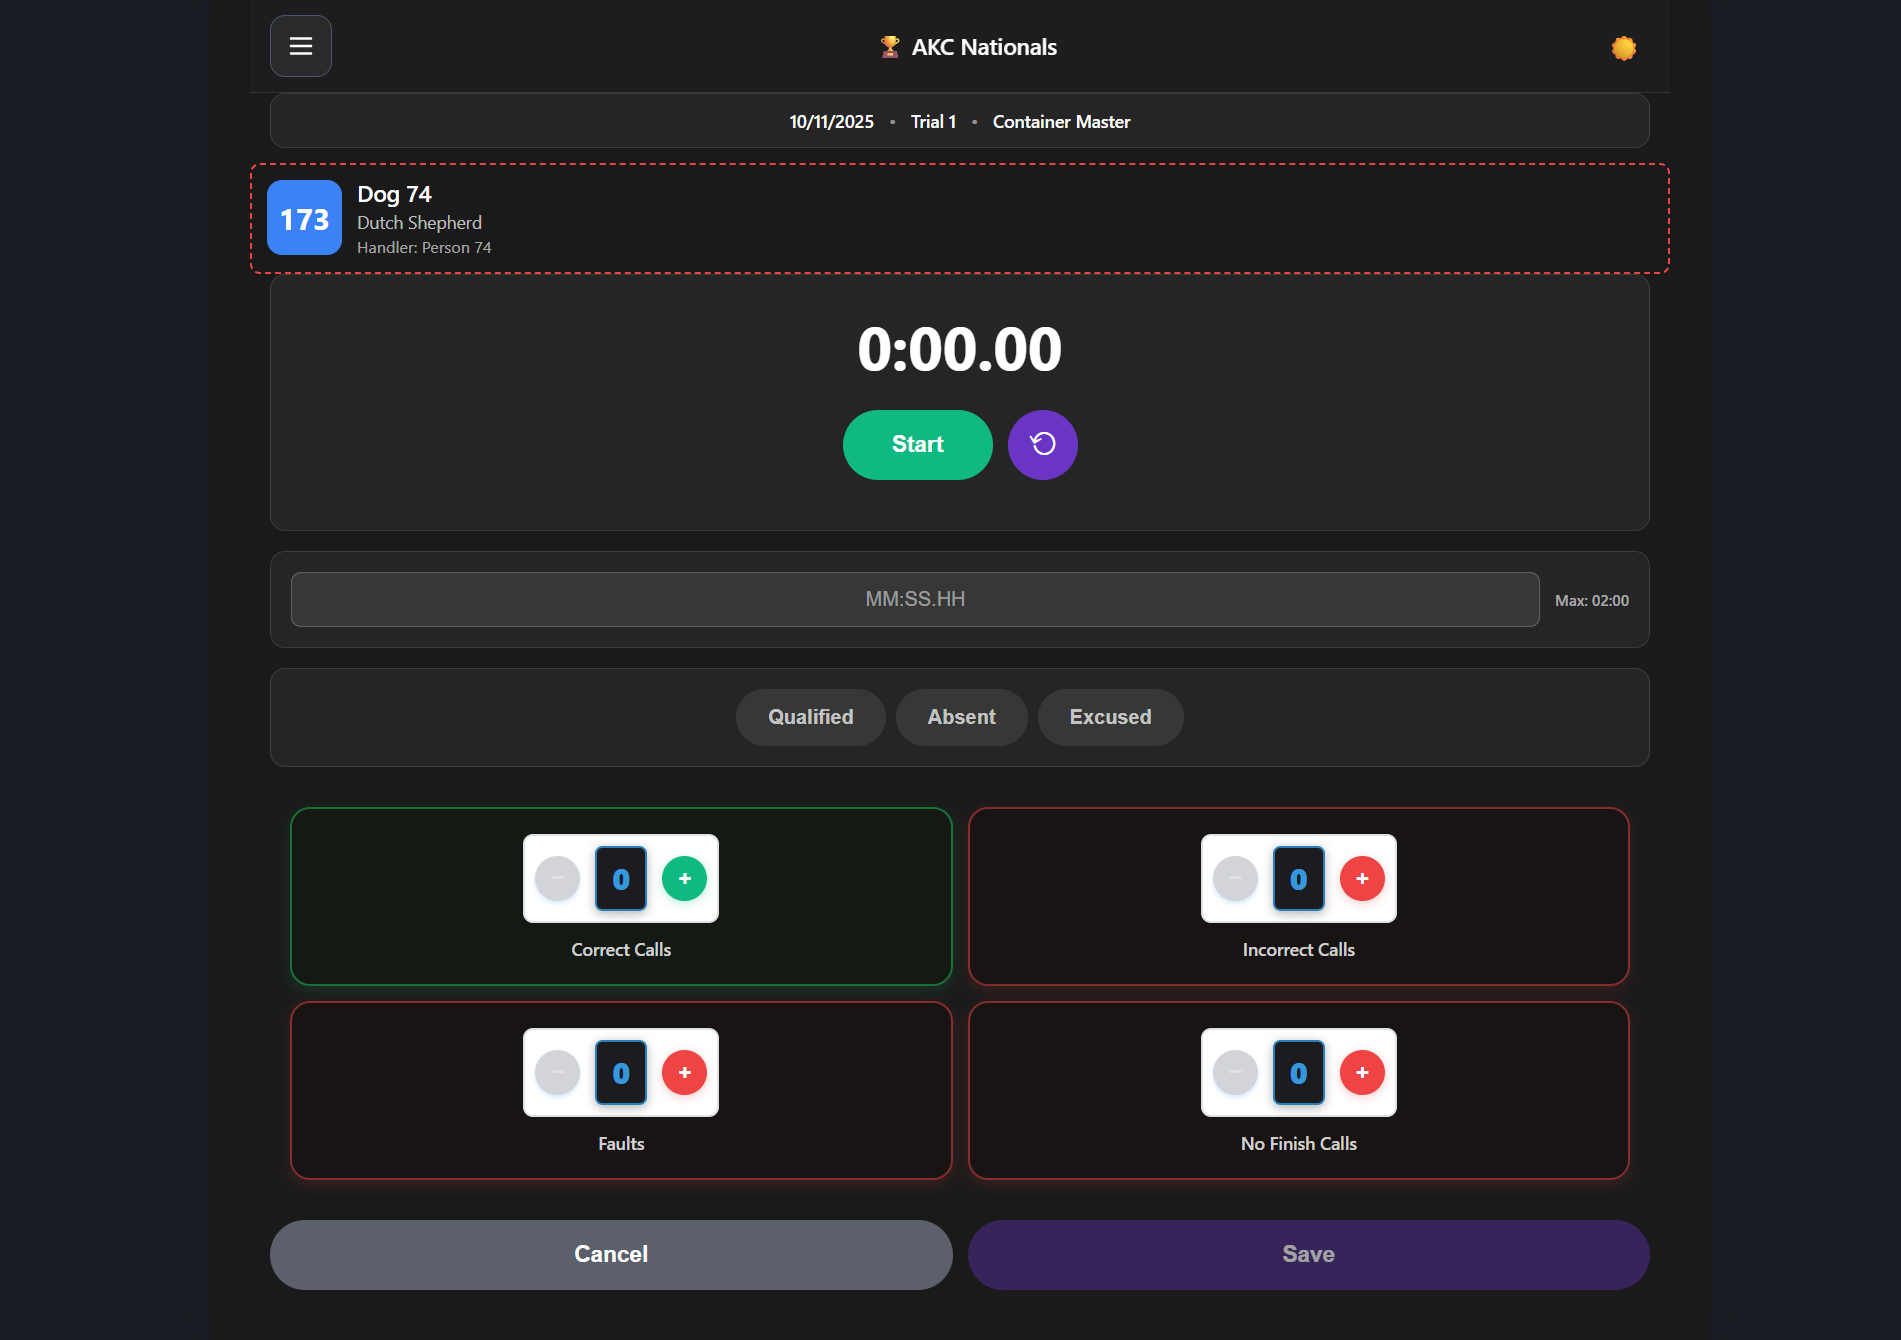 🏆 AKC Nationals
10/11/2025 • Trial 1 • Container Master
173
Dog 74
Dutch Shepherd
Handler: Person 74
0:00.00
Start
MM:SS.HH
Max: 02:00
Qualified Absent Excused
− 0 +
Correct Calls
− 0 +
Incorrect Calls
− 0 +
Faults
− 0 +
No Finish Calls
Cancel Save